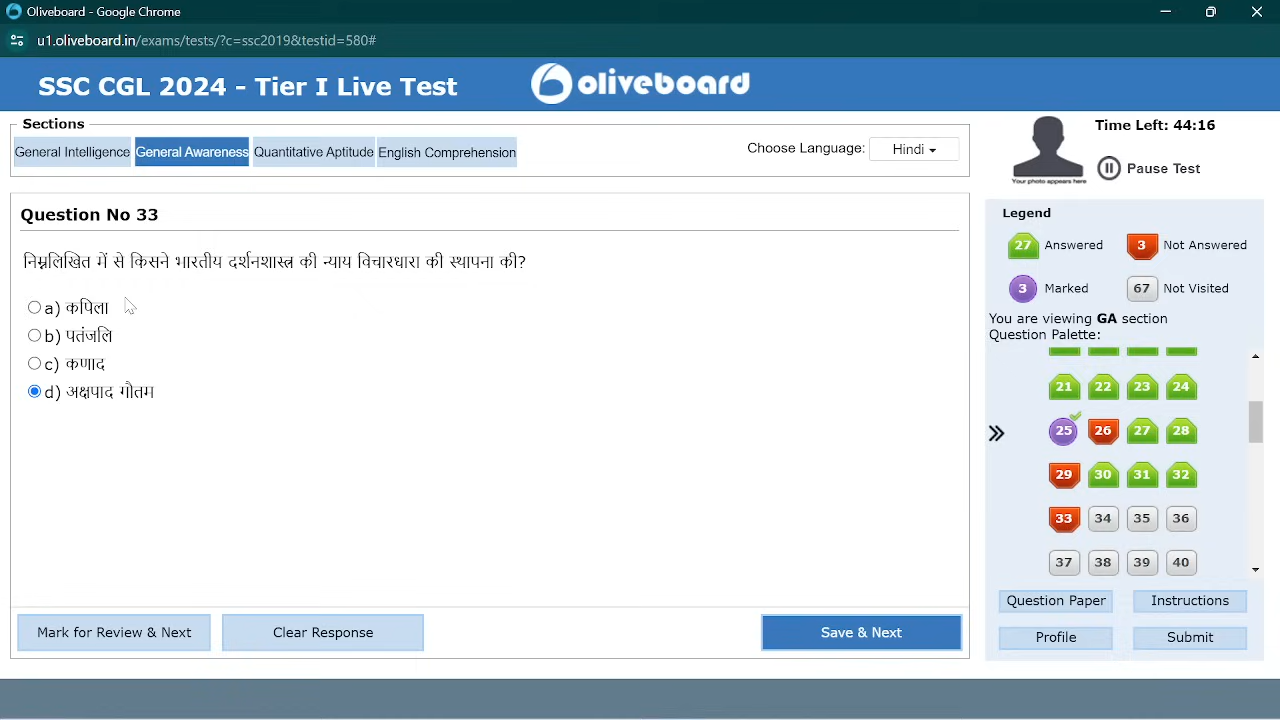 Oliveboard - Google Chrome
u1.oliveboard.in/exams/tests/?c=ssc2019&testid=580#
SSC CGL 2024 - Tier I Live Test
oliveboard
Sections
General Intelligence General Awareness Quantitative Aptitude English Comprehension
Choose Language: Hindi
Your photo appears here
Time Left: 44:16
Pause Test
Question No 33
निम्नलिखित में से किसने भारतीय दर्शनशास्त्र की न्याय विचारधारा की स्थापना की?
a) कपिला
b) पतंजलि
c) कणाद
d) अक्षपाद गौतम
Mark for Review & Next Clear Response Save & Next
Legend
27 Answered 3 Not Answered
3 Marked 67 Not Visited
You are viewing GA section
Question Palette:
21 22 23 24
25 26 27 28
29 30 31 32
33 34 35 36
37 38 39 40
Question Paper Instructions
Profile Submit